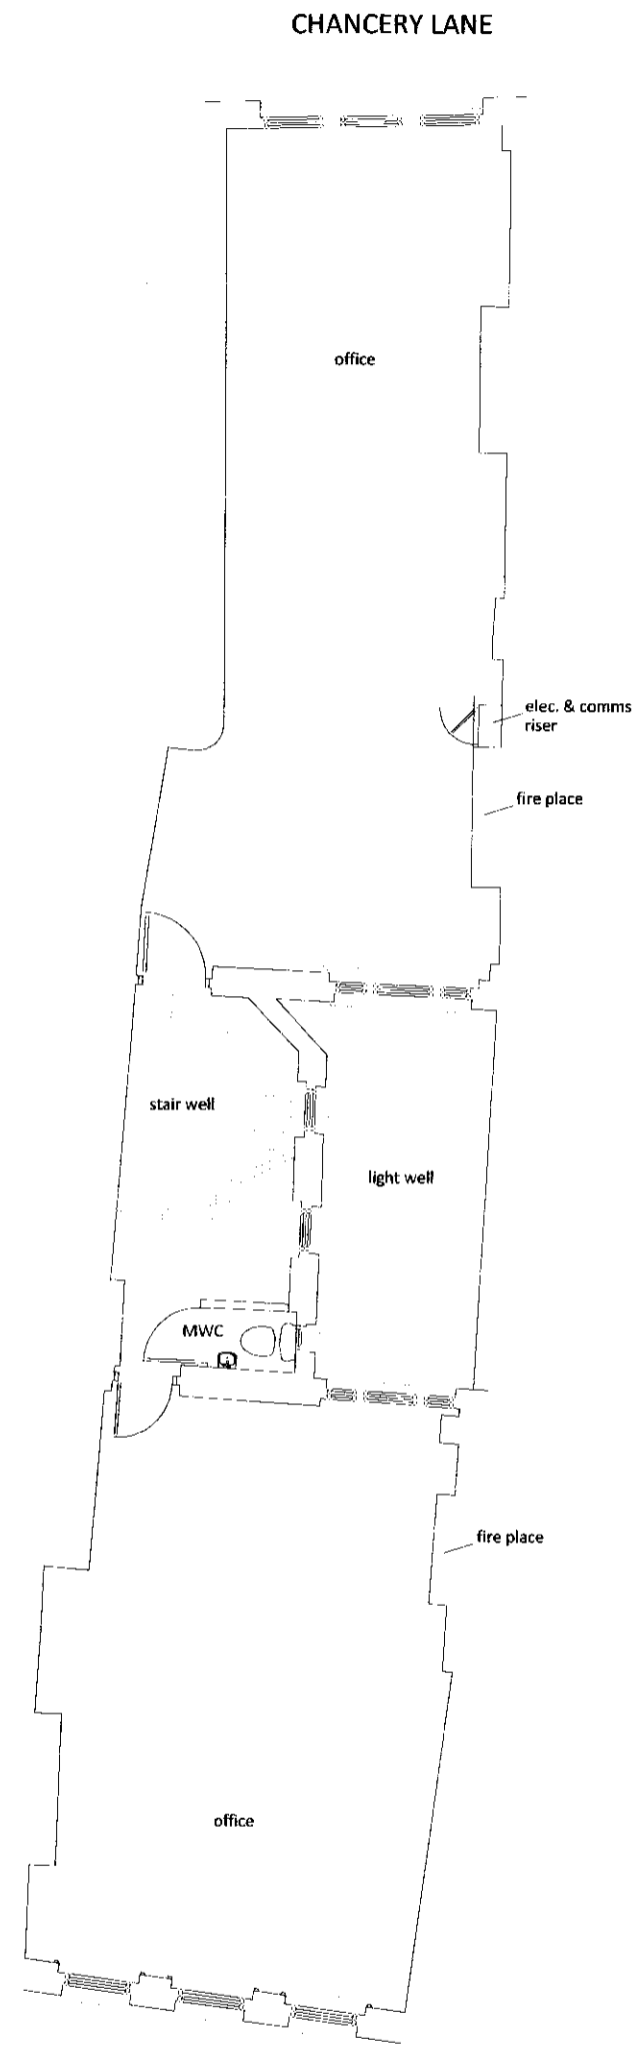 CHANCERY LANE
office
elec. & comms
riser
fire place
stair well
light well
MWC
fire place
office